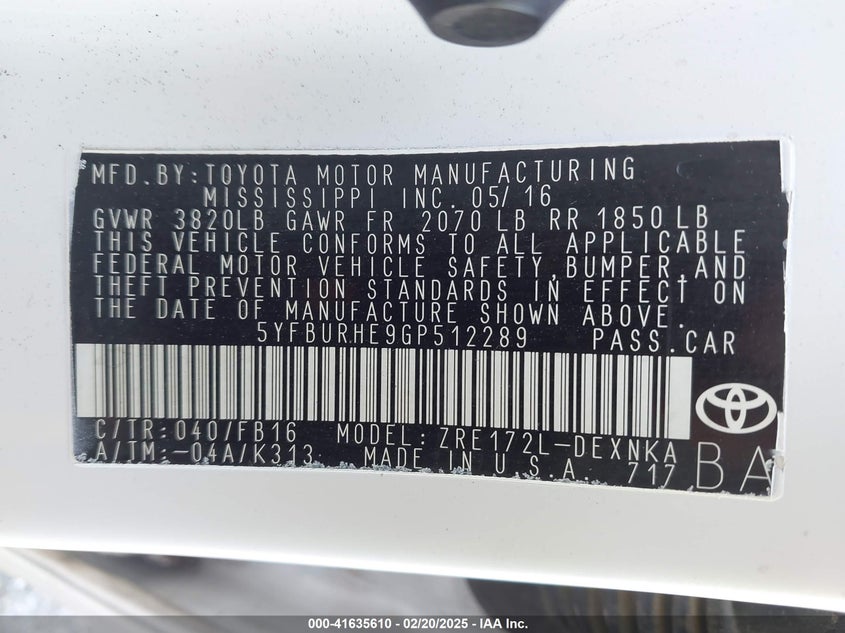 MFD.BY:TOYOTA MOTOR MANUFACTURING
MISSISSIPPI INC. 05/16
GVWR 3820LB GAWR FR 2070 LB RR 1850LB
THIS VEHICLE CONFORMS TO ALL APPLICABLE
FEDERAL MOTOR VEHICLE SAFETY,BUMPER,AND
THEFT PREVENTION STANDARDS IN EFFECT ON
THE DATE OF MANUFACTURE SHOWN ABOVE.
5YFBURHE9GP512289 PASS.CAR
C/TR:040/FB16 MODEL:ZRE172L-DEXNKA
A/TM:-04A/K313 MADE IN U.S.A. 717 BA
000-41635610 - 02/20/2025 - IAA Inc.